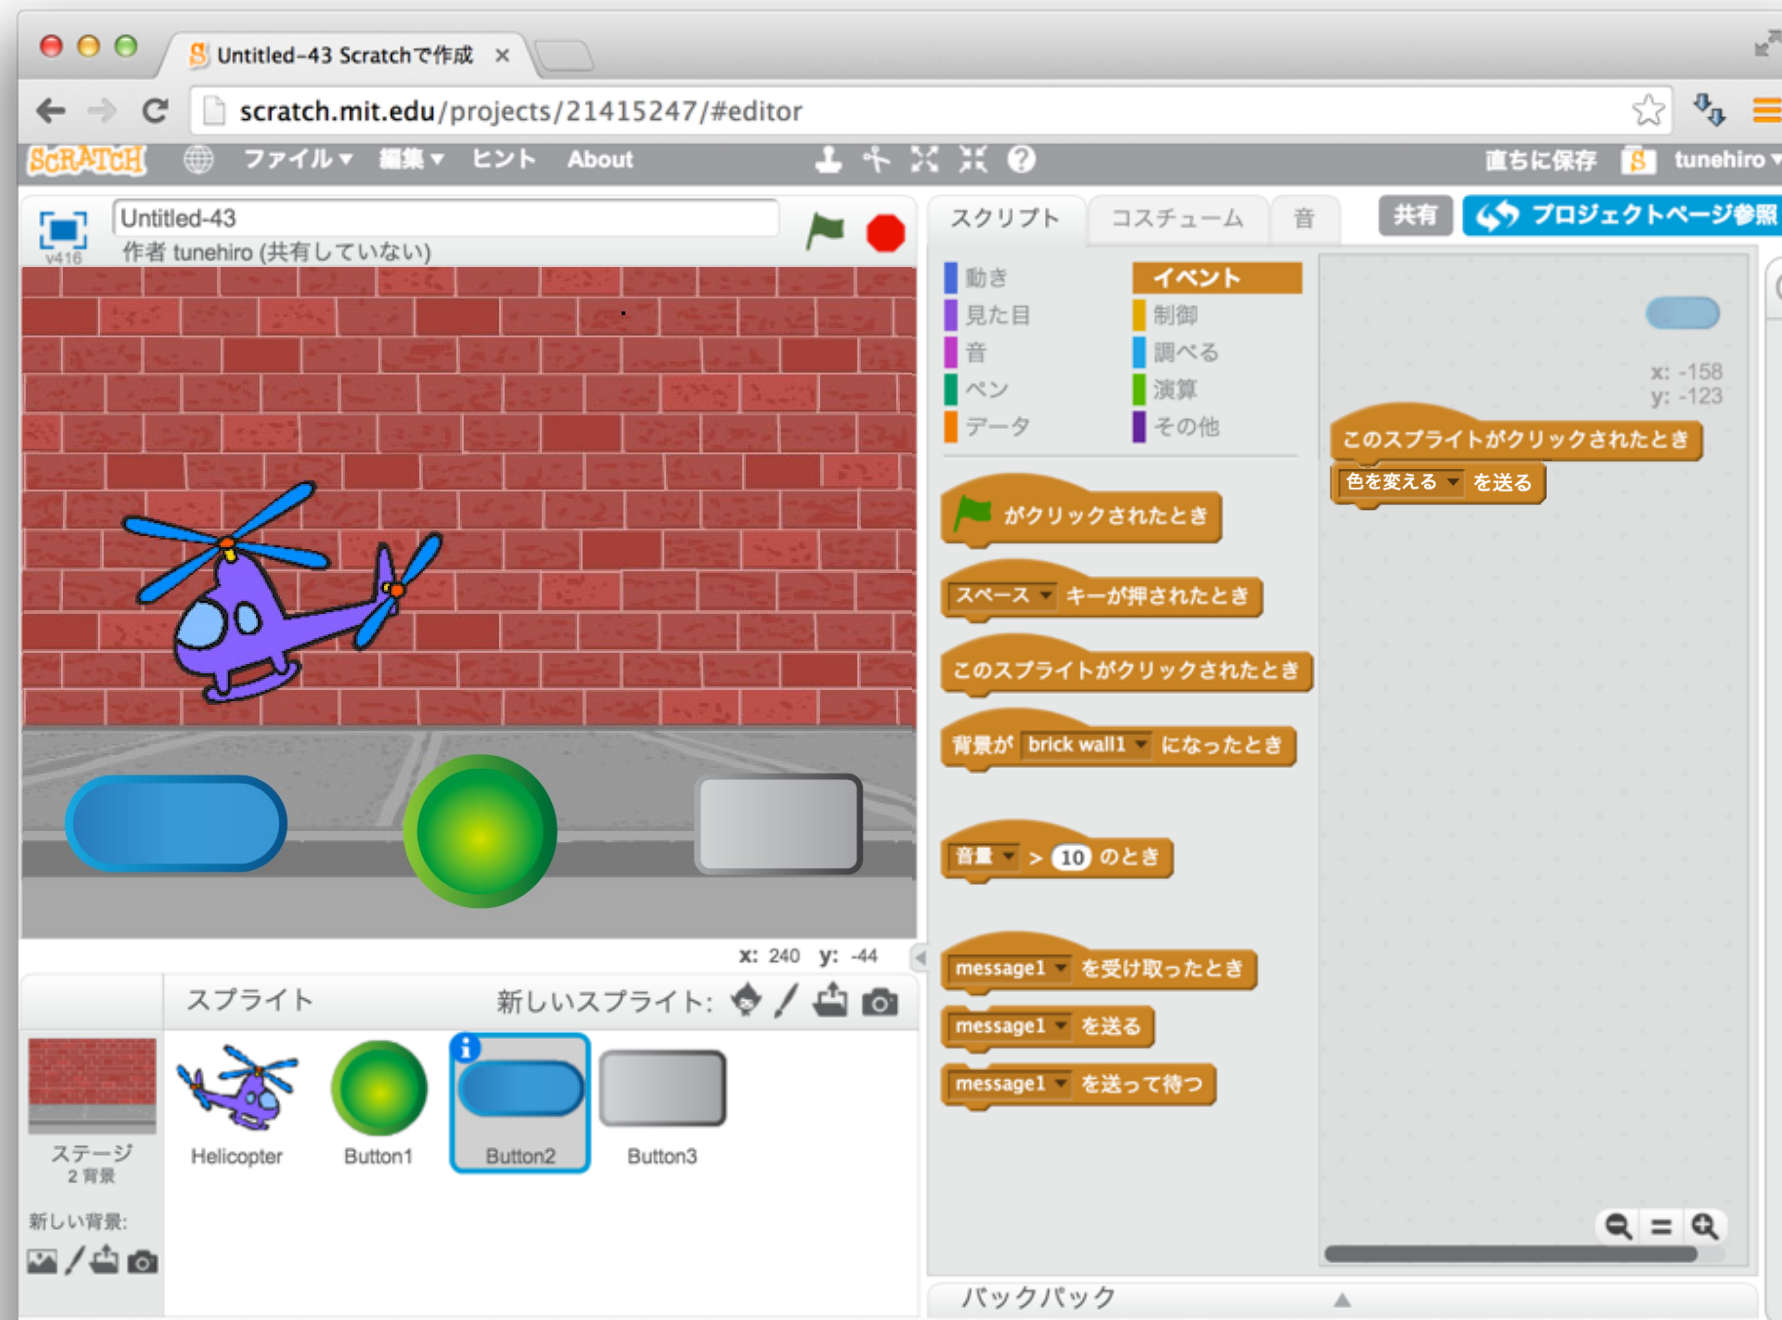 Untitled-43 Scratchで作成
scratch.mit.edu/projects/21415247/#editor
SCRATCH ファイル 編集 ヒント About 直ちに保存 S tunehiro
v416
Untitled-43
作者 tunehiro (共有していない)
スクリプト コスチューム 音 共有 プロジェクトページ参照
動き イベント
見た目 制御
音 調べる
ペン 演算
データ その他
がクリックされたとき
スペース キーが押されたとき
このスプライトがクリックされたとき
背景が brick wall1 になったとき
音量 > 10 のとき
message1 を受け取ったとき
message1 を送る
message1 を送って待つ
x: -158
y: -123
このスプライトがクリックされたとき
色を変える を送る
x: 240 y: -44
スプライト 新しいスプライト:
ステージ
2 背景
新しい背景:
Helicopter Button1 Button2 Button3
バックパック